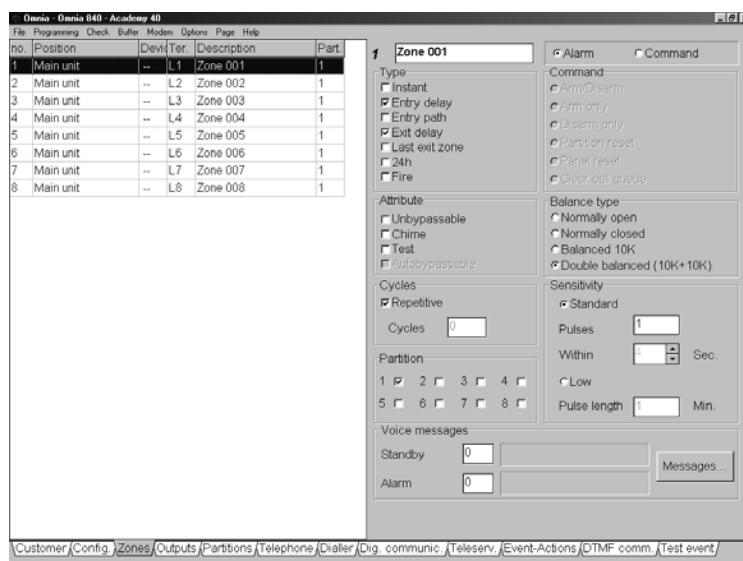 Omnia - Omnia 840 - Academy 40
File Programming Check Buffer Modem Options Page Help
no. Position Devic Ter. Description Part.
1 Main unit -- L1 Zone 001 1
2 Main unit -- L2 Zone 002 1
3 Main unit -- L3 Zone 003 1
4 Main unit -- L4 Zone 004 1
5 Main unit -- L5 Zone 005 1
6 Main unit -- L6 Zone 006 1
7 Main unit -- L7 Zone 007 1
8 Main unit -- L8 Zone 008 1
1 Zone 001
Alarm Command
Type
Instant
Entry delay
Entry path
Exit delay
Last exit zone
24h
Fire
Command
Arm/Disarm
Arm only
Disarm only
Partition reset
Panel reset
Clear call queue
Attribute
Unbypassable
Chime
Test
Autobypassable
Balance type
Normally open
Normally closed
Balanced 10K
Double balanced (10K+10K)
Cycles
Repetitive
Cycles 0
Sensitivity
Standard
Pulses 1
Within 4 Sec.
Low
Pulse length 1 Min.
Partition
1 2 3 4
5 6 7 8
Voice messages
Standby 0
Alarm 0
Messages...
Customer Config. Zones Outputs Partitions Telephone Dialler Dig. communic. Teleserv. Event-Actions DTMF comm. Test event